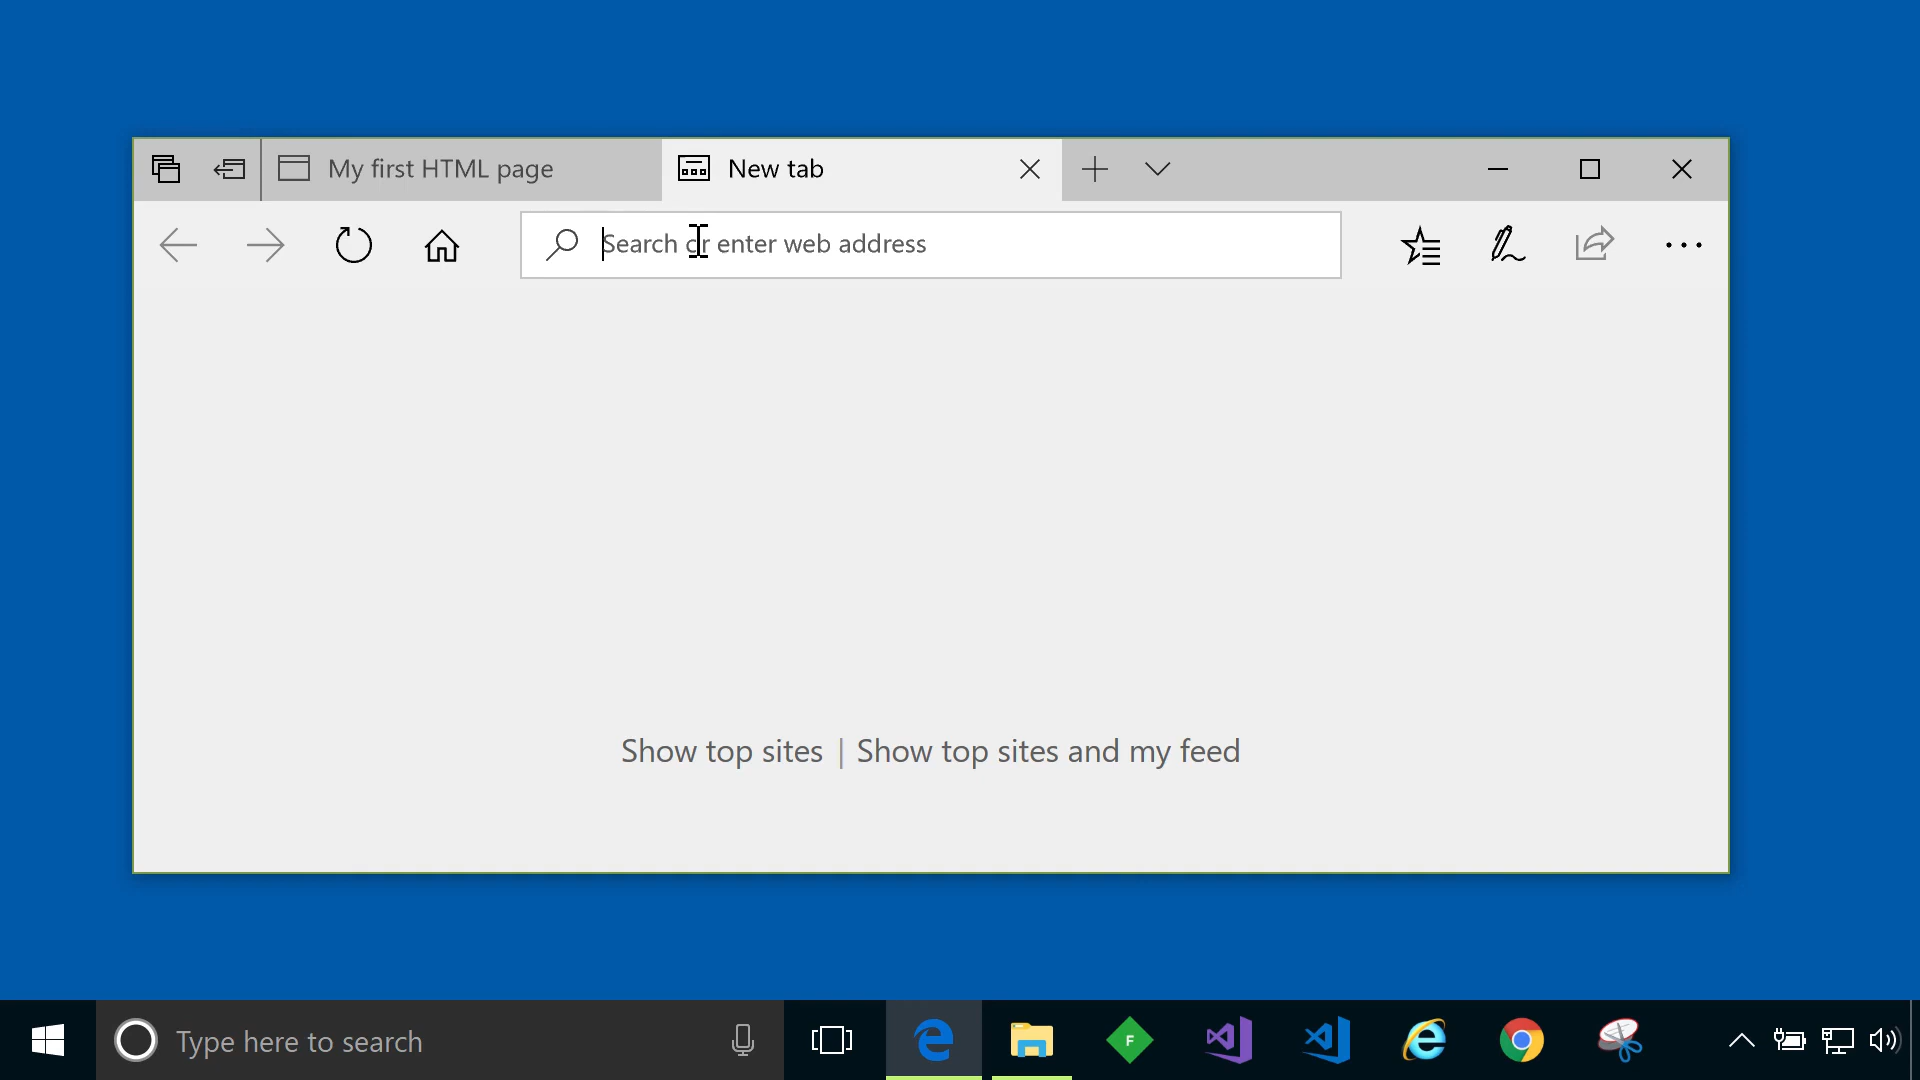 My first HTML page
New tab
Search or enter web address
Show top sites | Show top sites and my feed
Type here to search
F